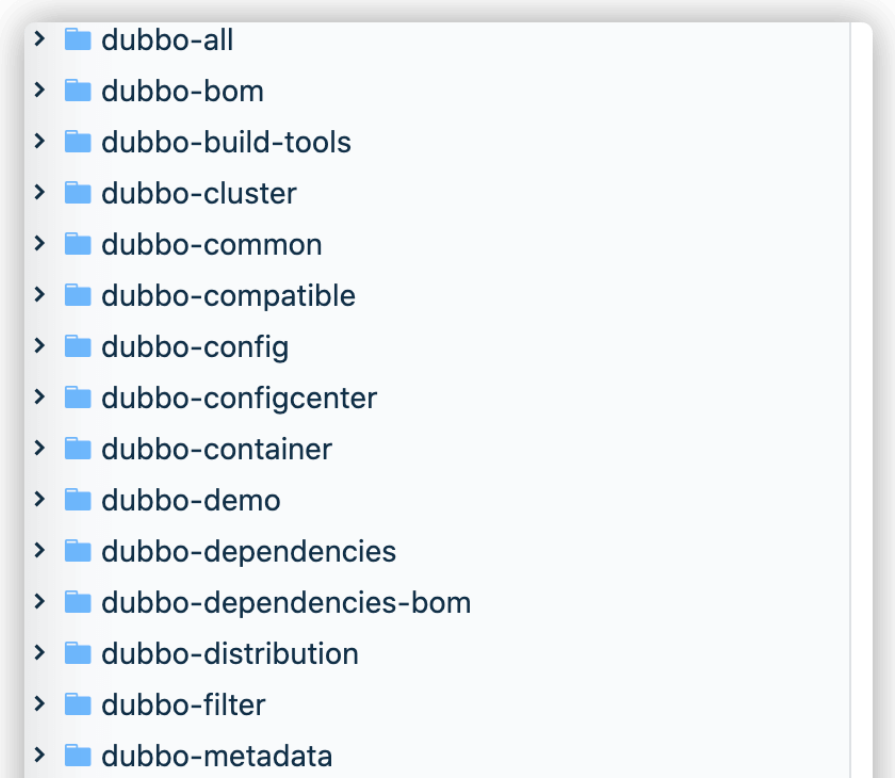 dubbo-all
dubbo-bom
dubbo-build-tools
dubbo-cluster
dubbo-common
dubbo-compatible
dubbo-config
dubbo-configcenter
dubbo-container
dubbo-demo
dubbo-dependencies
dubbo-dependencies-bom
dubbo-distribution
dubbo-filter
dubbo-metadata